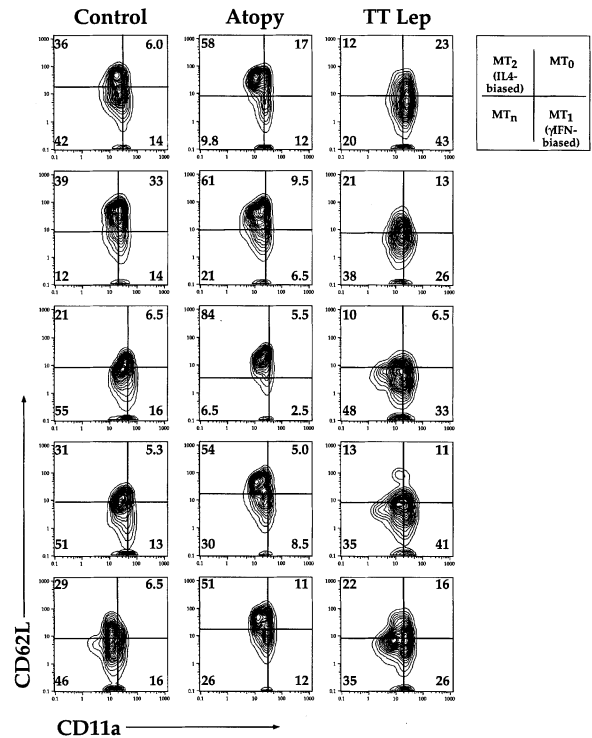 Control Atopy TT Lep
36 6.0 58 17 12 23
MT2 (IL4-biased) MT0
MTn MT1 (γIFN-biased)
42 14 9.8 12 20 43
39 33 61 9.5 21 13
12 14 21 6.5 38 26
21 6.5 84 5.5 10 6.5
55 16 6.5 2.5 48 33
31 5.3 54 5.0 13 11
51 13 30 8.5 35 41
29 6.5 51 11 22 16
46 16 26 12 35 26
CD62L
CD11a